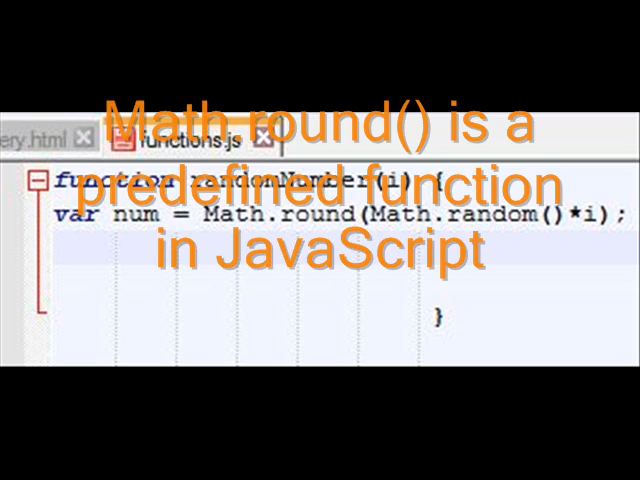 Math.round() is a
predefined function
in JavaScript
ery.html functions.js
function randomNumber(i) {
var num = Math.round(Math.random()*i);
}